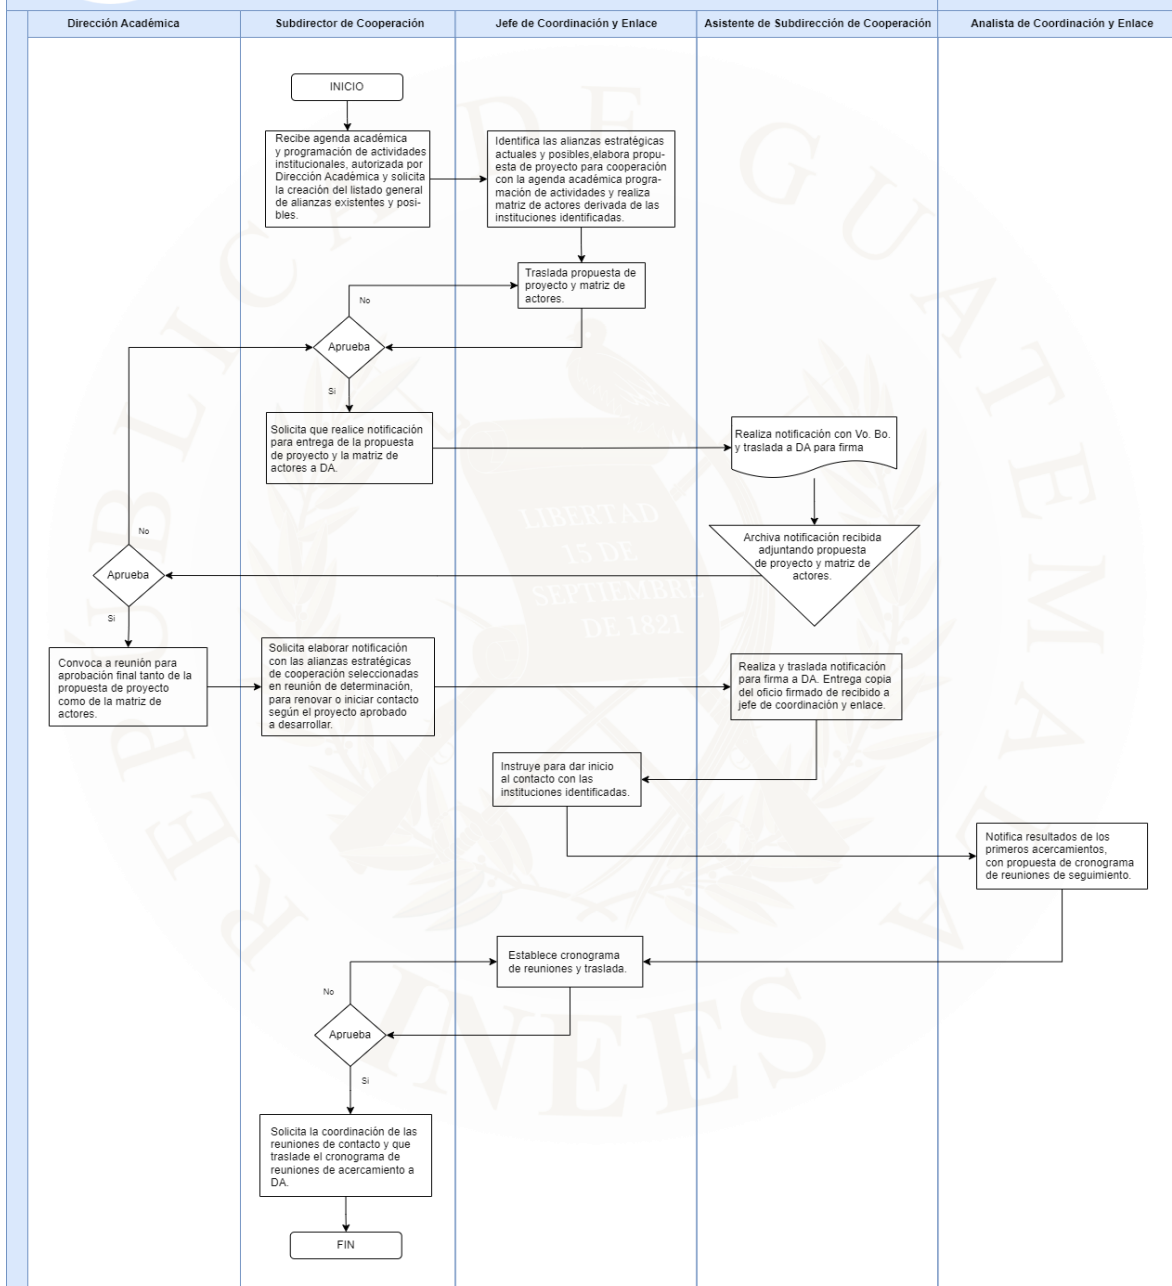 Dirección Académica
Subdirector de Cooperación
Jefe de Coordinación y Enlace
Asistente de Subdirección de Cooperación
Analista de Coordinación y Enlace
INICIO
Recibe agenda académica
y programación de actividades
institucionales, autorizada por
Dirección Académica y solicita
la creación del listado general
de alianzas existentes y posi-
bles.
Identifica las alianzas estratégicas
actuales y posibles,elabora propu-
esta de proyecto para cooperación
con la agenda académica progra-
mación de actividades y realiza
matriz de actores derivada de las
instituciones identificadas.
Traslada propuesta de
proyecto y matriz de
actores.
No
Aprueba
Si
Solicita que realice notificación
para entrega de la propuesta
de proyecto y la matriz de
actores a DA.
Realiza notificación con Vo. Bo.
y traslada a DA para firma
Archiva notificación recibida
adjuntando propuesta
de proyecto y matriz de
actores.
No
Aprueba
Si
Convoca a reunión para
aprobación final tanto de la
propuesta de proyecto
como de la matriz de
actores.
Solicita elaborar notificación
con las alianzas estratégicas
de cooperación seleccionadas
en reunión de determinación,
para renovar o iniciar contacto
según el proyecto aprobado
a desarrollar.
Realiza y traslada notificación
para firma a DA. Entrega copia
del oficio firmado de recibido a
jefe de coordinación y enlace.
Instruye para dar inicio
al contacto con las
instituciones identificadas.
Notifica resultados de los
primeros acercamientos,
con propuesta de cronograma
de reuniones de seguimiento.
Establece cronograma
de reuniones y traslada.
No
Aprueba
Si
Solicita la coordinación de las
reuniones de contacto y que
traslade el cronograma de
reuniones de acercamiento a
DA.
FIN
REPÚBLICA DE GUATEMALA
LIBERTAD
15 DE
SEPTIEMBRE
DE 1821
INEES